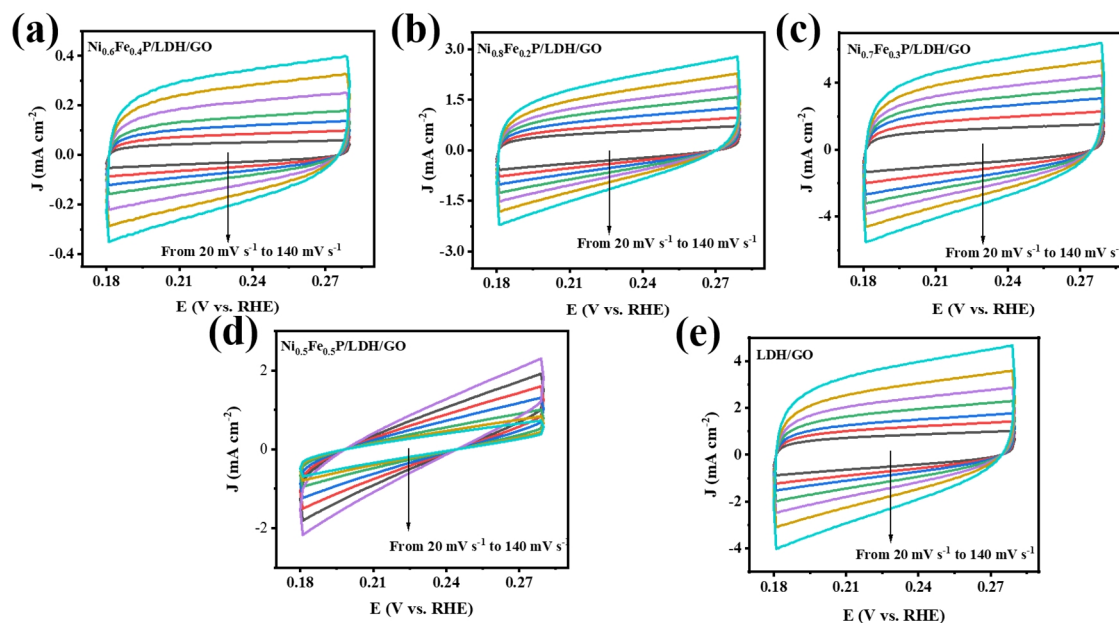 (a)
Ni₀.₆Fe₀.₄P/LDH/GO
0.4
0.2
0.0
-0.2
-0.4
J (mA cm⁻²)
From 20 mV s⁻¹ to 140 mV s⁻¹
0.18 0.21 0.24 0.27
E (V vs. RHE)
(b)
Ni₀.₈Fe₀.₂P/LDH/GO
3.0
1.5
0.0
-1.5
-3.0
J (mA cm⁻²)
From 20 mV s⁻¹ to 140 mV s⁻¹
0.18 0.21 0.24 0.27
E (V vs. RHE)
(c)
Ni₀.₇Fe₀.₃P/LDH/GO
4
0
-4
J (mA cm⁻²)
From 20 mV s⁻¹ to 140 mV s⁻¹
0.18 0.21 0.24 0.27
E (V vs. RHE)
(d)
Ni₀.₅Fe₀.₅P/LDH/GO
2
0
-2
J (mA cm⁻²)
From 20 mV s⁻¹ to 140 mV s⁻¹
0.18 0.21 0.24 0.27
E (V vs. RHE)
(e)
LDH/GO
4
2
0
-2
-4
J (mA cm⁻²)
From 20 mV s⁻¹ to 140 mV s⁻¹
0.18 0.21 0.24 0.27
E (V vs. RHE)